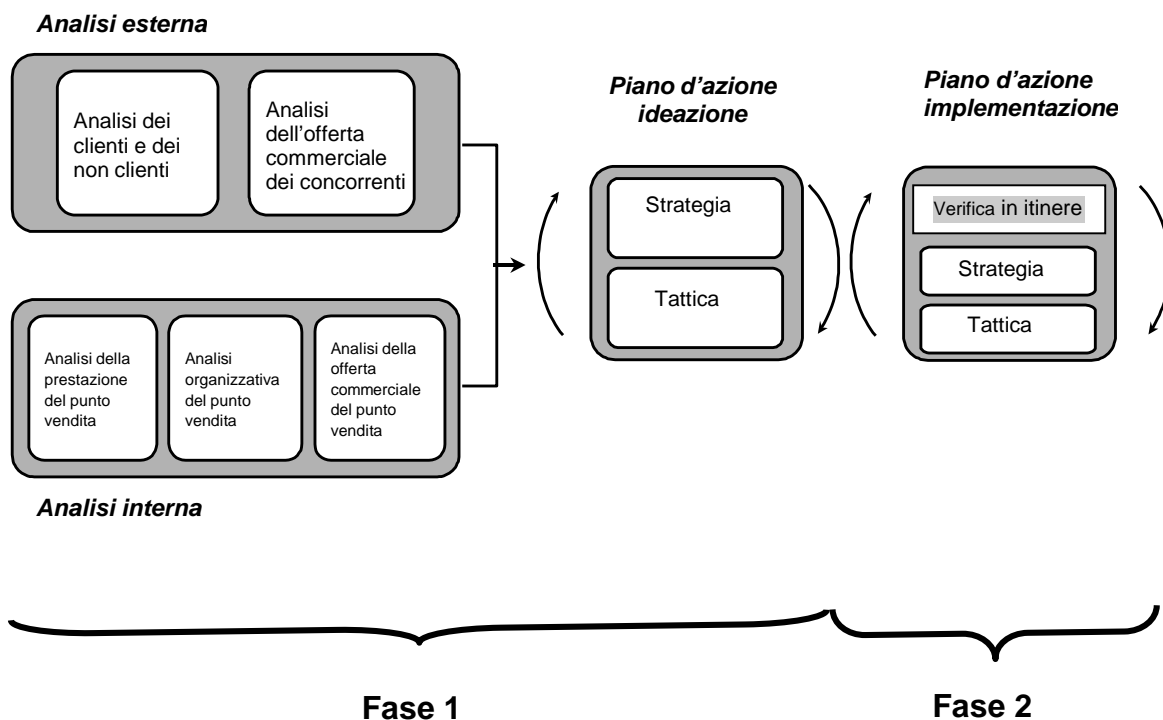 Analisi esterna
Analisi dei
clienti e dei
non clienti
Analisi
dell'offerta
commerciale
dei concorrenti
Analisi della
prestazione
del punto
vendita
Analisi
organizzativa
del punto
vendita
Analisi della
offerta
commerciale
del punto
vendita
Analisi interna
Piano d'azione
ideazione
Strategia
Tattica
Piano d'azione
implementazione
Verifica in itinere
Strategia
Tattica
Fase 1
Fase 2